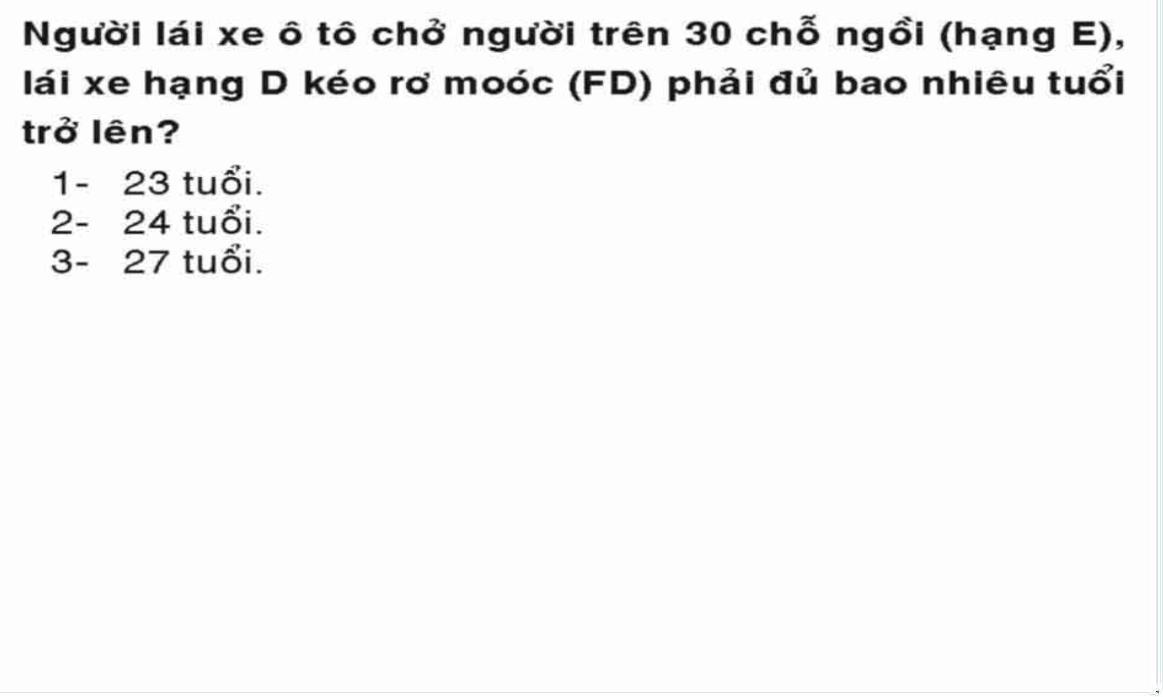 Người lái xe ô tô chở người trên 30 chỗ ngồi (hạng E),
lái xe hạng D kéo rơ moóc (FD) phải đủ bao nhiêu tuổi
trở lên?
1- 23 tuổi.
2- 24 tuổi.
3- 27 tuổi.